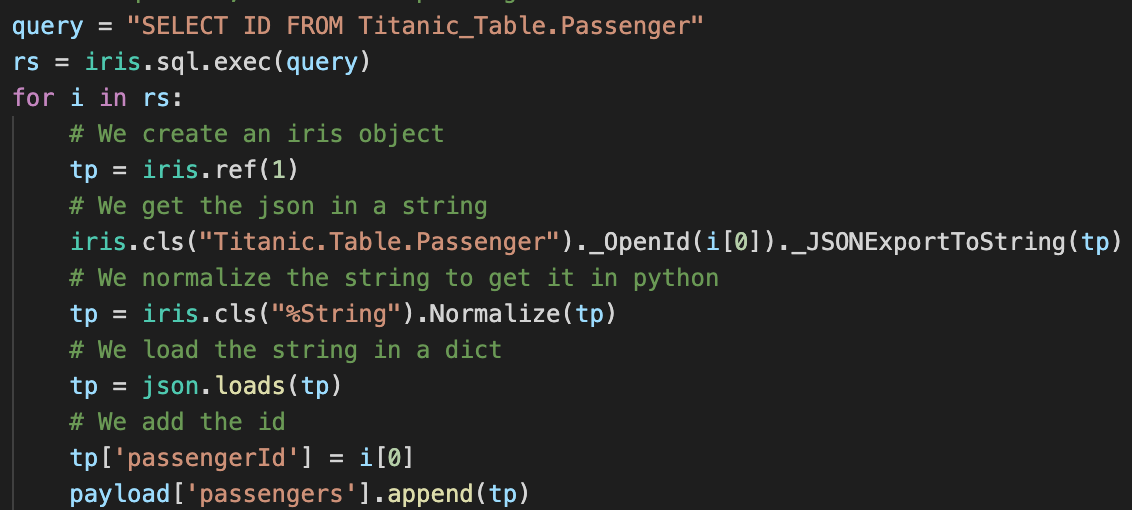 query = "SELECT ID FROM Titanic_Table.Passenger"
rs = iris.sql.exec(query)
for i in rs:
    # We create an iris object
    tp = iris.ref(1)
    # We get the json in a string
    iris.cls("Titanic.Table.Passenger")._OpenId(i[0])._JSONExportToString(tp)
    # We normalize the string to get it in python
    tp = iris.cls("%String").Normalize(tp)
    # We load the string in a dict
    tp = json.loads(tp)
    # We add the id
    tp['passengerId'] = i[0]
    payload['passengers'].append(tp)